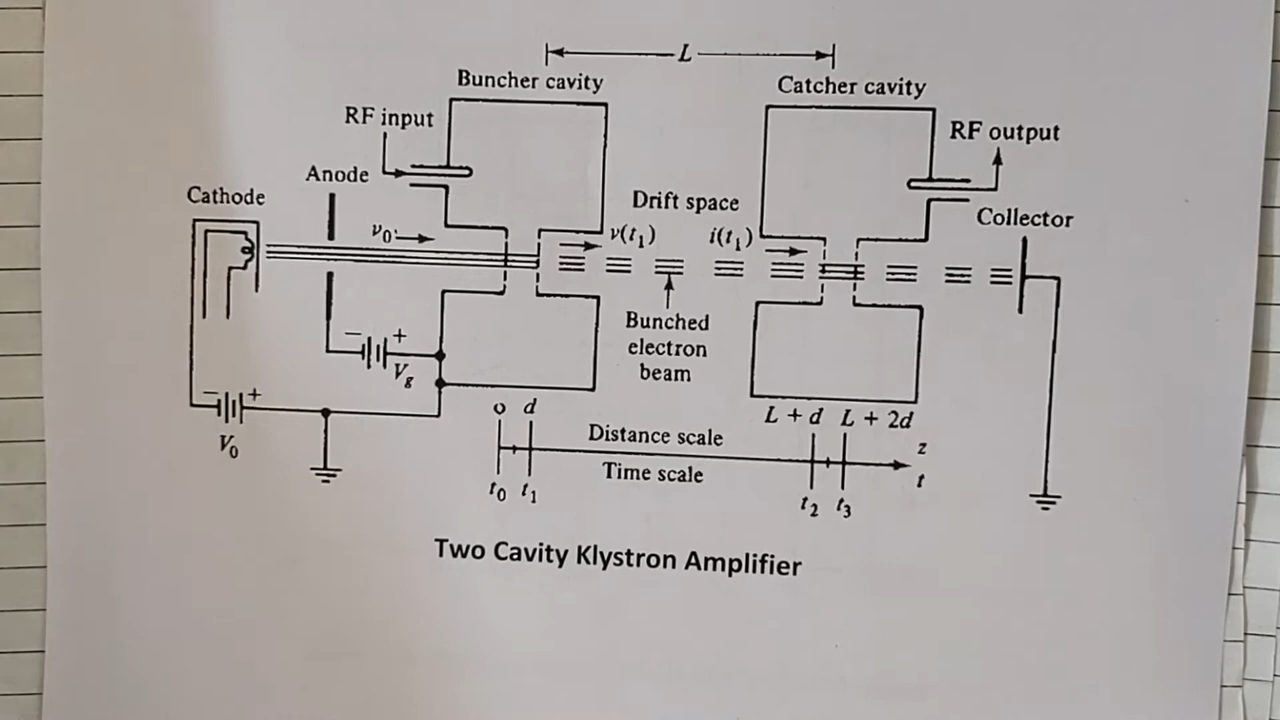 L
Buncher cavity
Catcher cavity
RF input
RF output
Anode
Cathode
Drift space
Collector
v0
v(t1)
i(t1)
Bunched
electron
beam
− +
Vg
− +
V0
o d
L + d L + 2d
Distance scale
z
Time scale
t
t0 t1
t2 t3
Two Cavity Klystron Amplifier